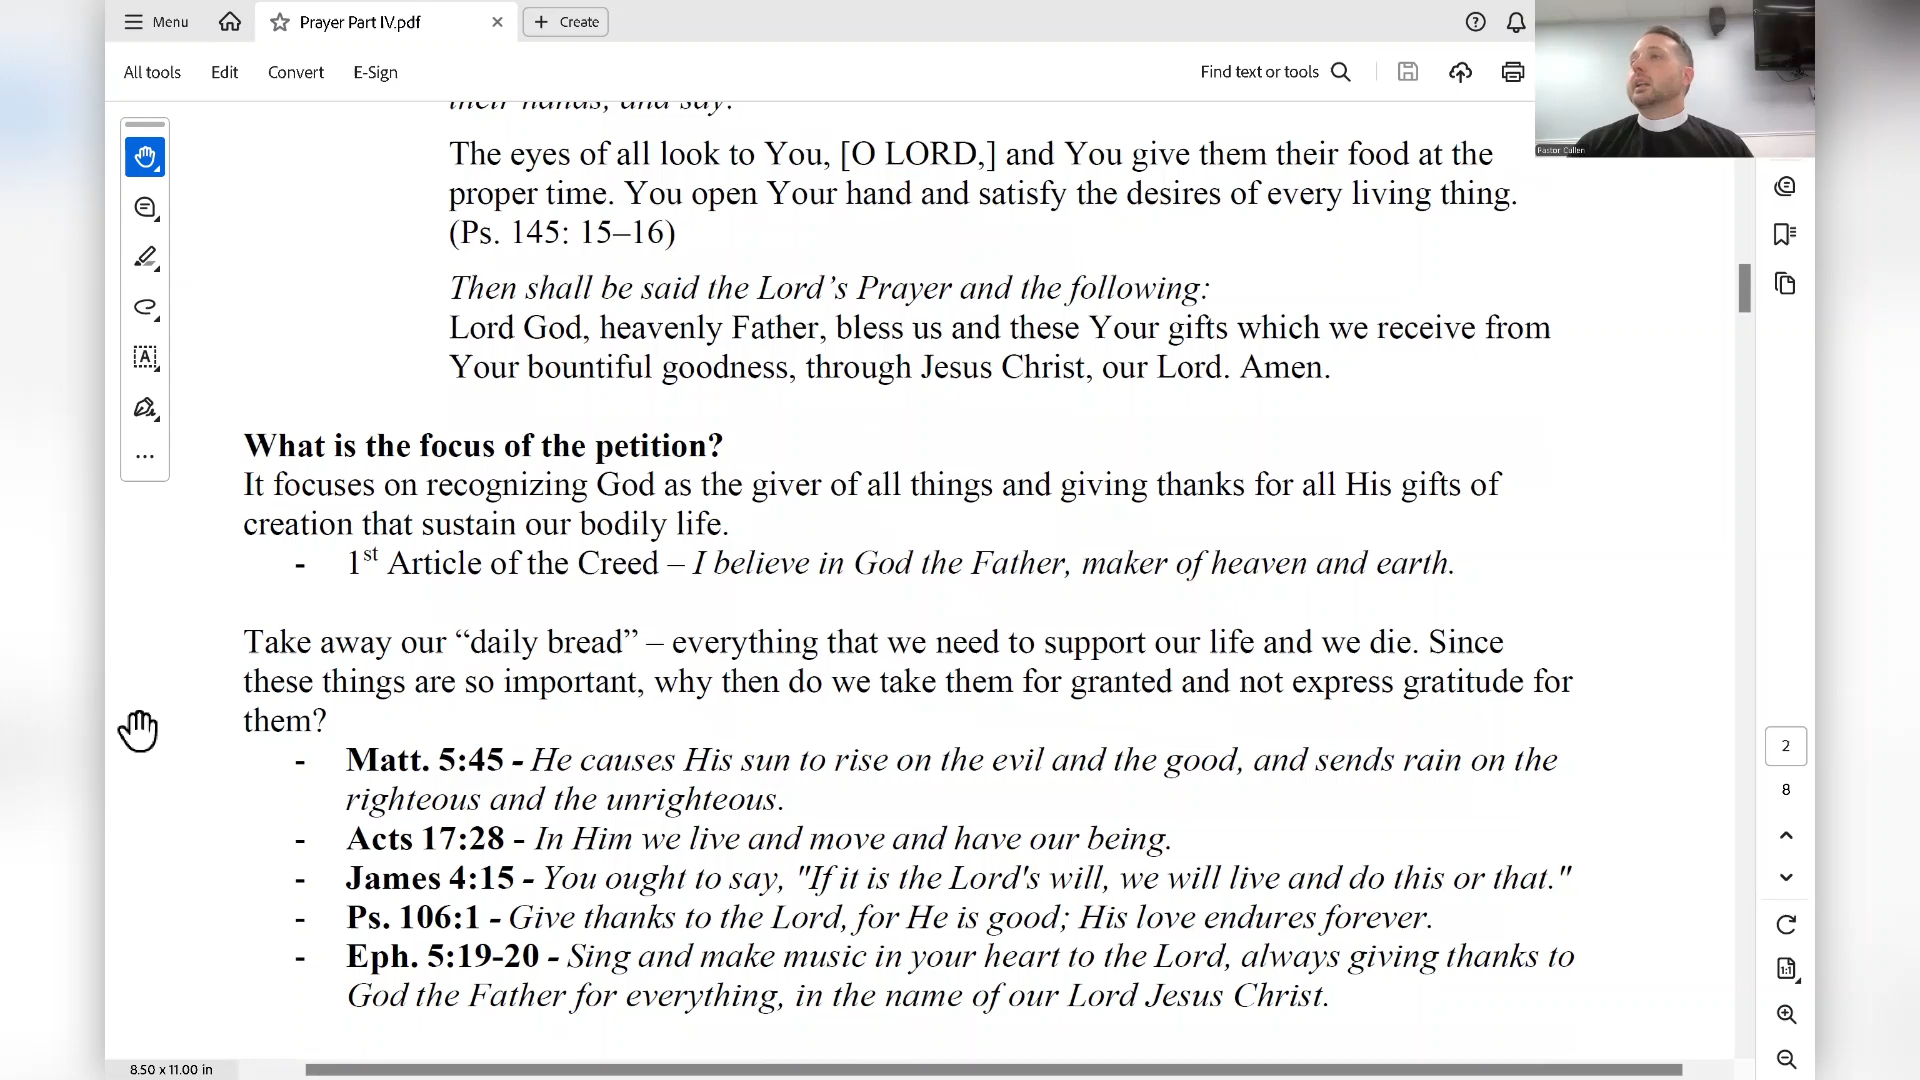 Menu
Prayer Part IV.pdf
Create
All tools
Edit
Convert
E-Sign
Find text or tools
Pastor Cullen
their hands, and say:
The eyes of all look to You, [O LORD,] and You give them their food at the
proper time. You open Your hand and satisfy the desires of every living thing.
(Ps. 145: 15–16)
Then shall be said the Lord’s Prayer and the following:
Lord God, heavenly Father, bless us and these Your gifts which we receive from
Your bountiful goodness, through Jesus Christ, our Lord. Amen.
What is the focus of the petition?
It focuses on recognizing God as the giver of all things and giving thanks for all His gifts of
creation that sustain our bodily life.
- 1st Article of the Creed – I believe in God the Father, maker of heaven and earth.
Take away our “daily bread” – everything that we need to support our life and we die. Since
these things are so important, why then do we take them for granted and not express gratitude for
them?
- Matt. 5:45 - He causes His sun to rise on the evil and the good, and sends rain on the
righteous and the unrighteous.
- Acts 17:28 - In Him we live and move and have our being.
- James 4:15 - You ought to say, "If it is the Lord's will, we will live and do this or that."
- Ps. 106:1 - Give thanks to the Lord, for He is good; His love endures forever.
- Eph. 5:19-20 - Sing and make music in your heart to the Lord, always giving thanks to
God the Father for everything, in the name of our Lord Jesus Christ.
2
8
8.50 x 11.00 in